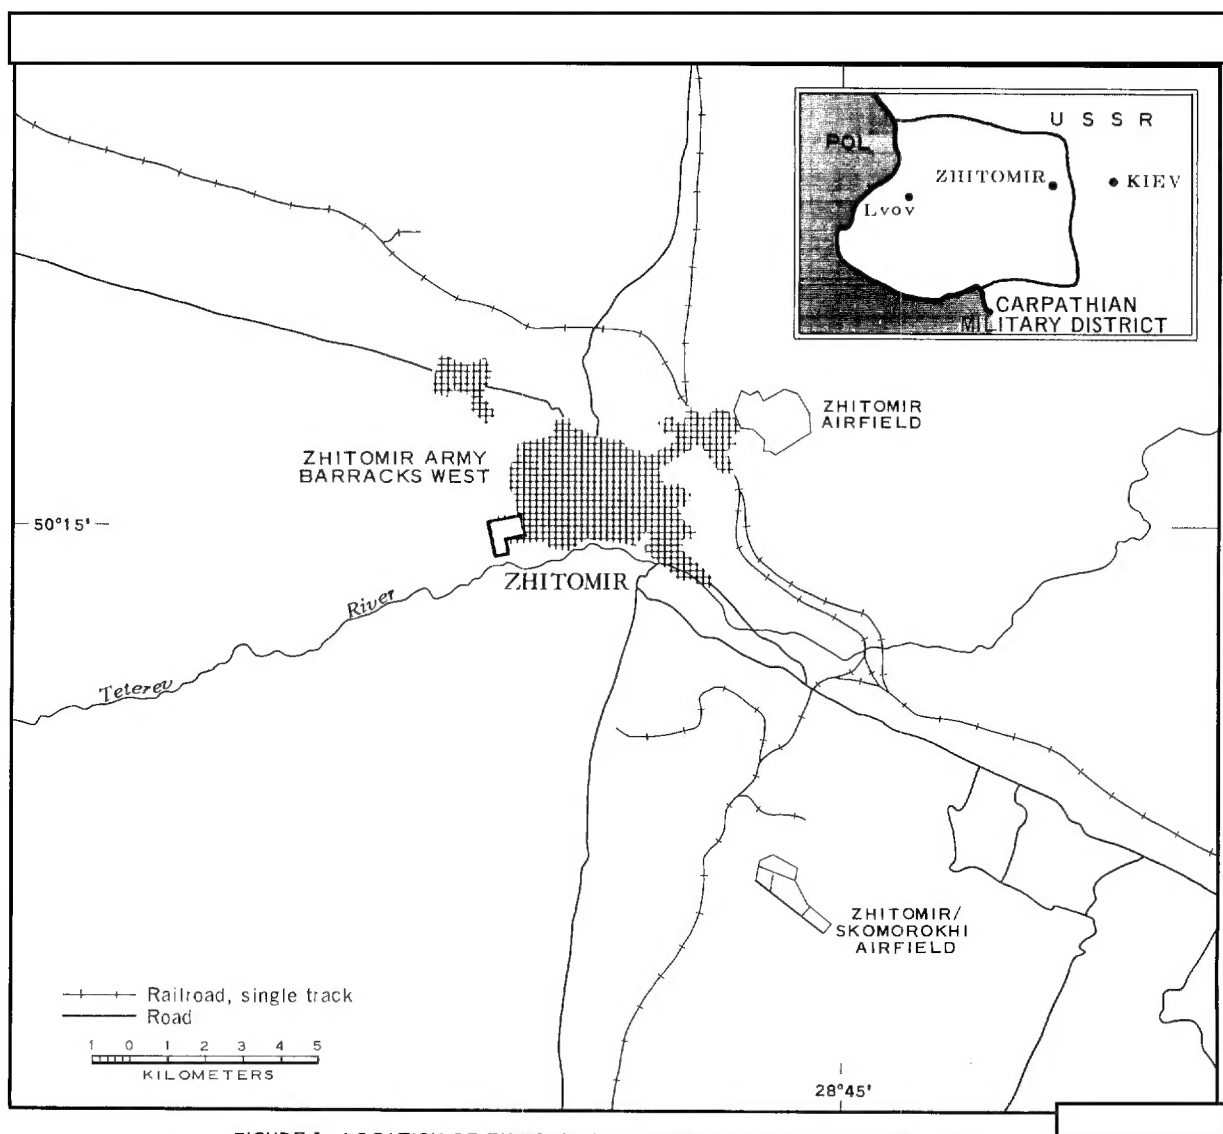 U S S R
POL
ZHITOMIR
KIEV
Lvov
CARPATHIAN
MILITARY DISTRICT
ZHITOMIR
AIRFIELD
ZHITOMIR ARMY
BARRACKS WEST
50°15'
ZHITOMIR
River
Teterev
ZHITOMIR/
SKOMOROKHI
AIRFIELD
Railroad, single track
Road
1 0 1 2 3 4 5
KILOMETERS
28°45'